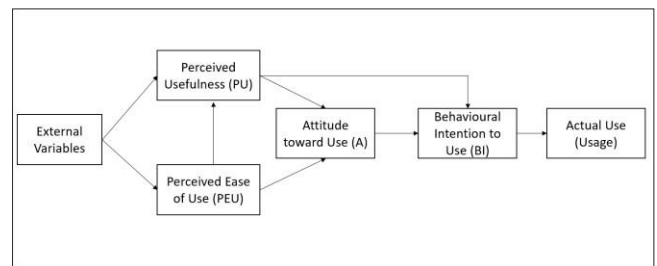 External
Variables
Perceived
Usefulness (PU)
Perceived Ease
of Use (PEU)
Attitude
toward Use (A)
Behavioural
Intention to
Use (BI)
Actual Use
(Usage)